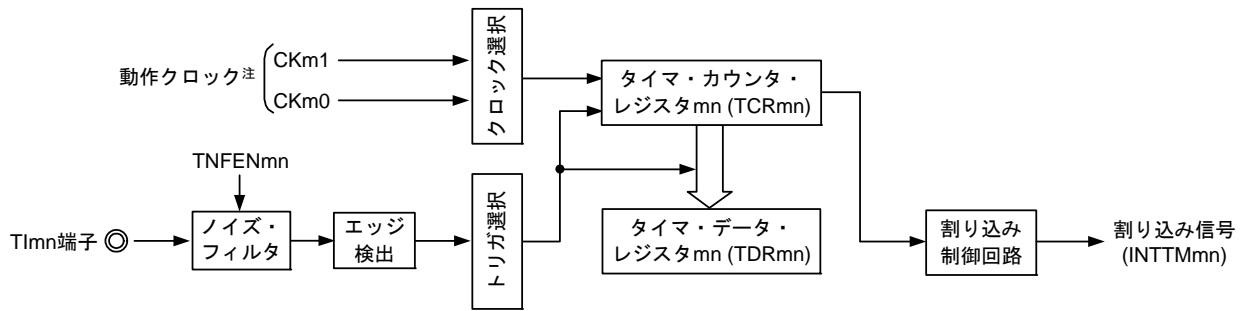 動作クロック注
CKm1
CKm0
クロック選択
タイマ・カウンタ・
レジスタmn (TCRmn)
TNFENmn
TImn端子
ノイズ・
フィルタ
エッジ
検出
トリガ選択
タイマ・データ・
レジスタmn (TDRmn)
割り込み
制御回路
割り込み信号
(INTTMmn)